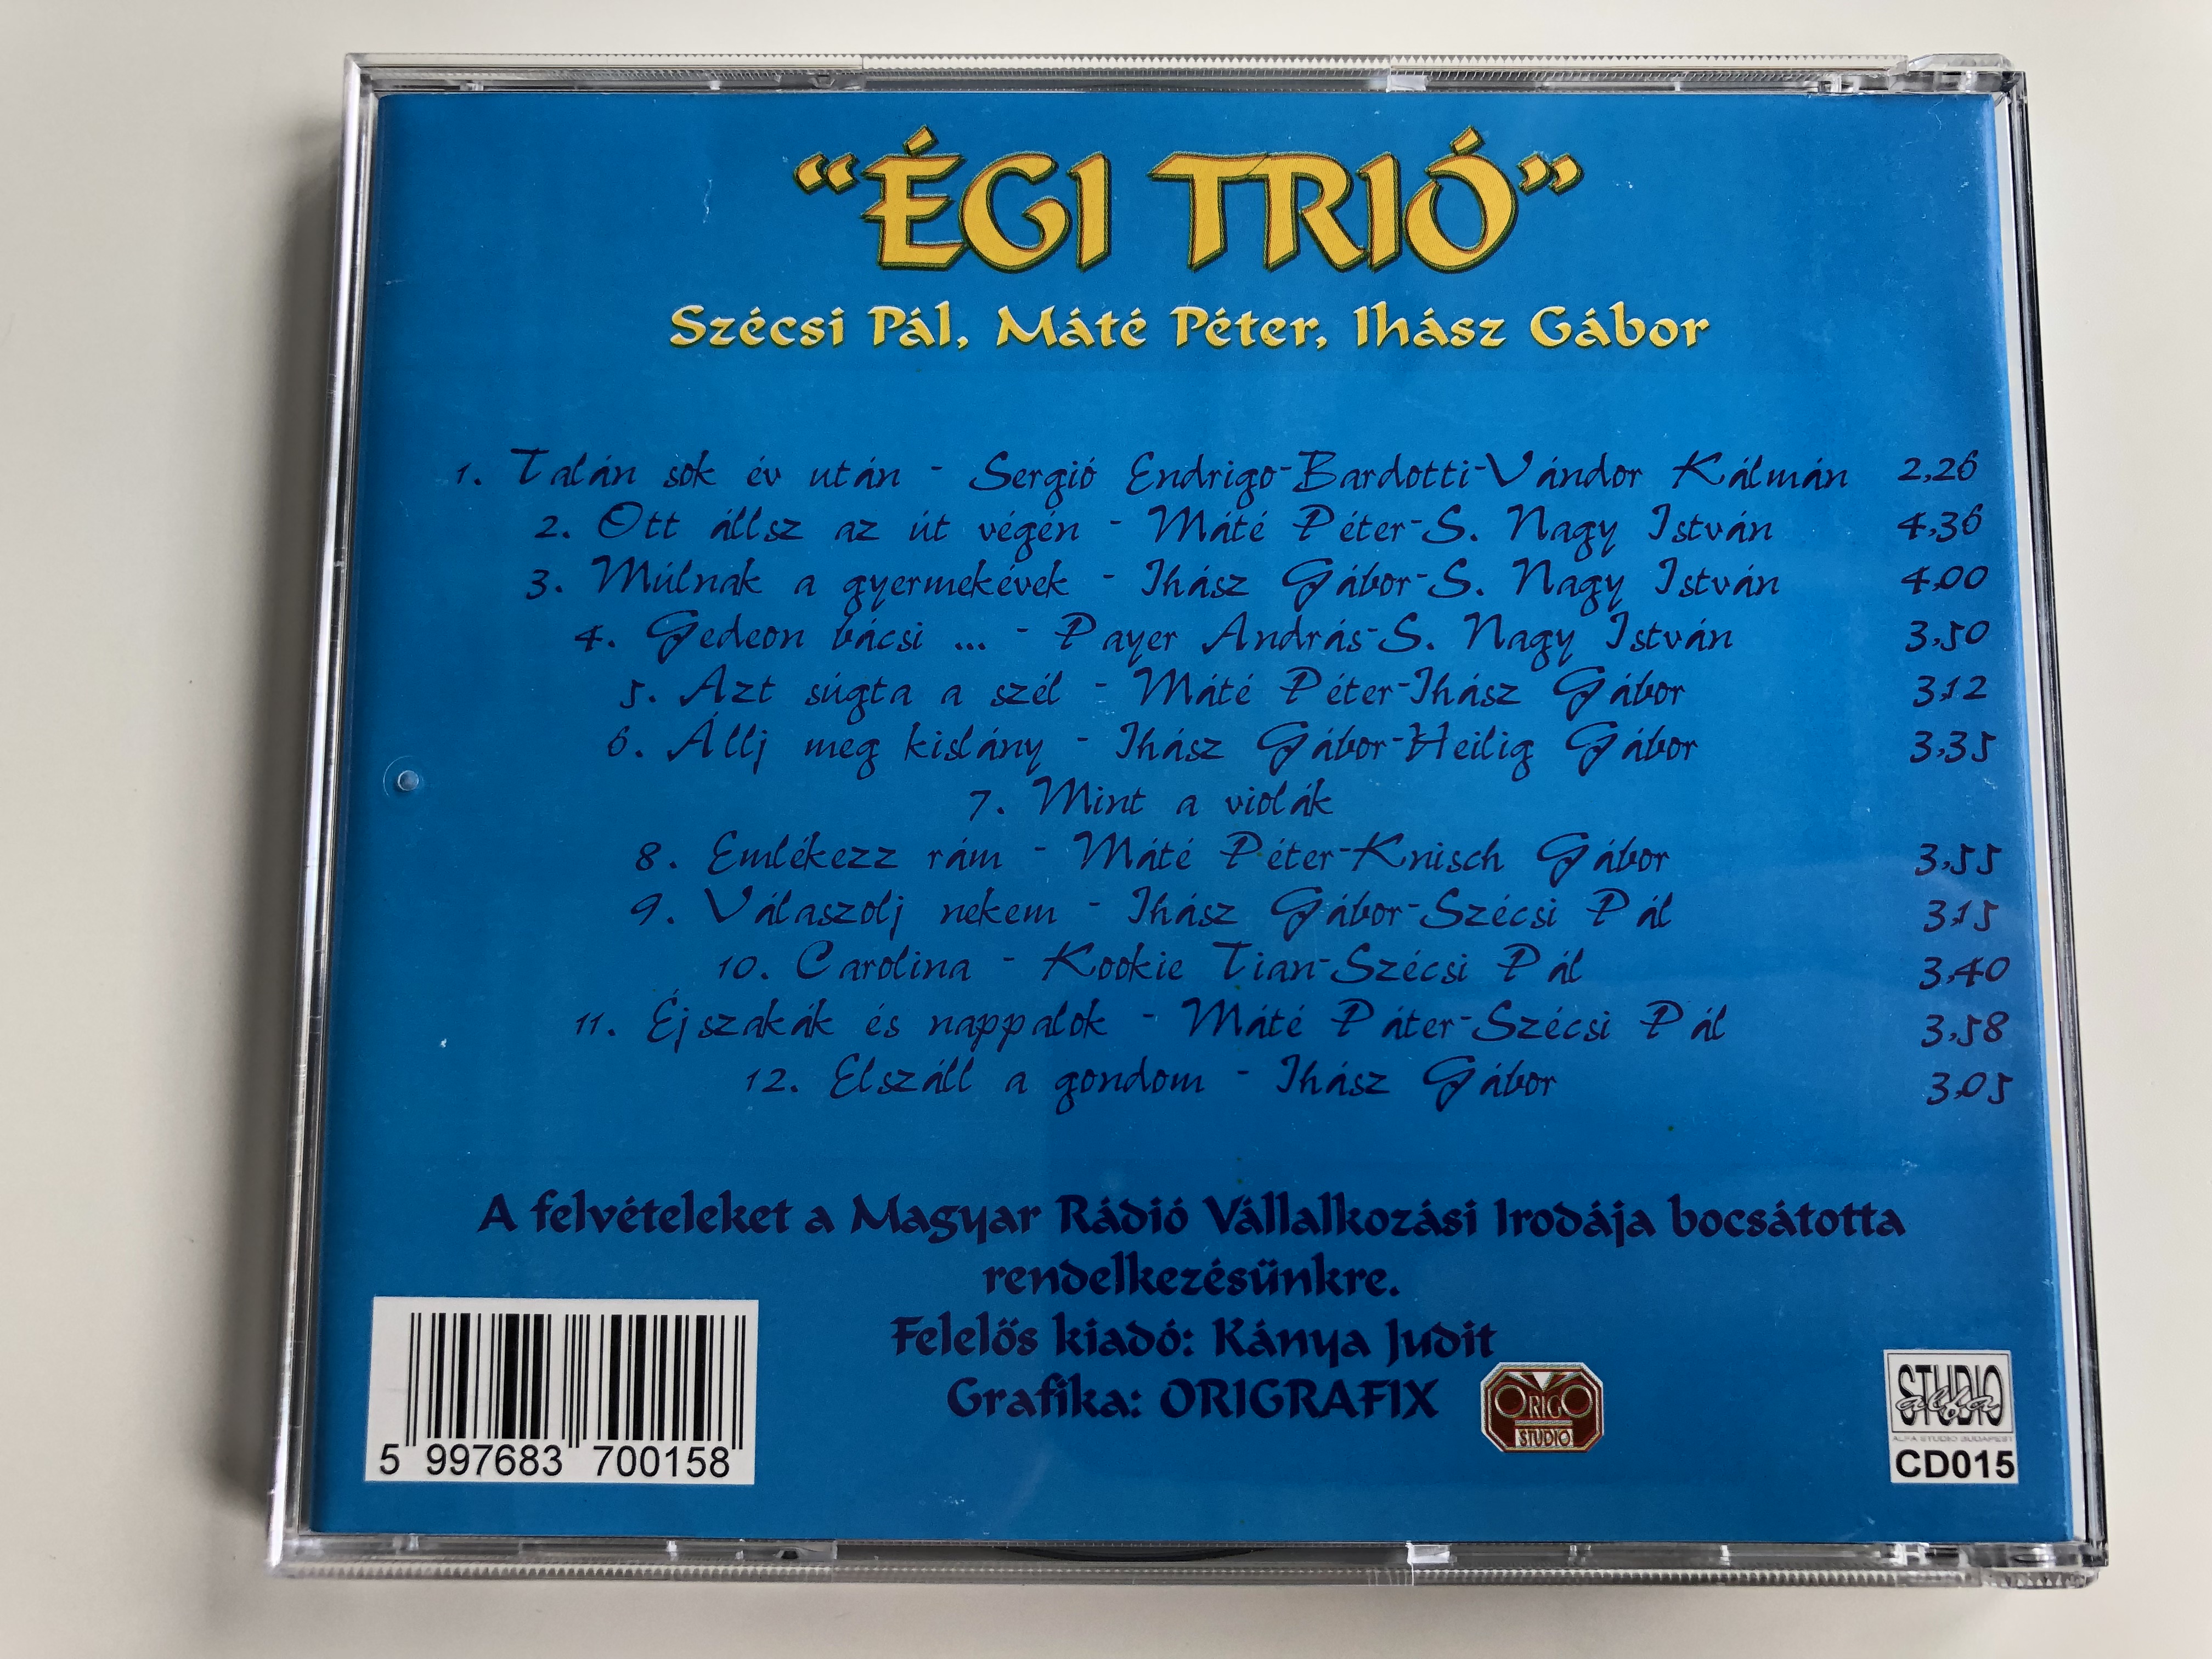 “ÉGI TRIÓ”
Szécsi Pál, Máté Péter, Ihász Gábor
1. Talán sok év után - Sergió Endrigo-Bardotti-Vándor Kálmán 2,26
2. Ott állsz az út végén - Máté Péter-S. Nagy István 4,36
3. Múlnak a gyermekévek - Ihász Gábor-S. Nagy István 4,00
4. Gedeon bácsi ... - Payer András-S. Nagy István 3,50
5. Azt súgta a szél - Máté Péter-Ihász Gábor 3,12
6. Állj meg kislány - Ihász Gábor-Heilig Gábor 3,35
7. Mint a violák
8. Emlékezz rám - Máté Péter-Knisch Gábor 3,55
9. Válaszolj nekem - Ihász Gábor-Szécsi Pál 3,15
10. Carolina - Kookie Tian-Szécsi Pál 3,40
11. Éjszakák és nappalok - Máté Páter-Szécsi Pál 3,58
12. Elszáll a gondom - Ihász Gábor 3,05
A felvételeket a Magyar Rádió Vállalkozási Irodája bocsátotta
rendelkezésünkre.
Felelős kiadó: Kánya Judit
Grafika: ORIGRAFIX
ORIGO
STUDIO
5 997683 700158
STUDIO
alfa
ALFA STUDIO BUDAPEST
CD015